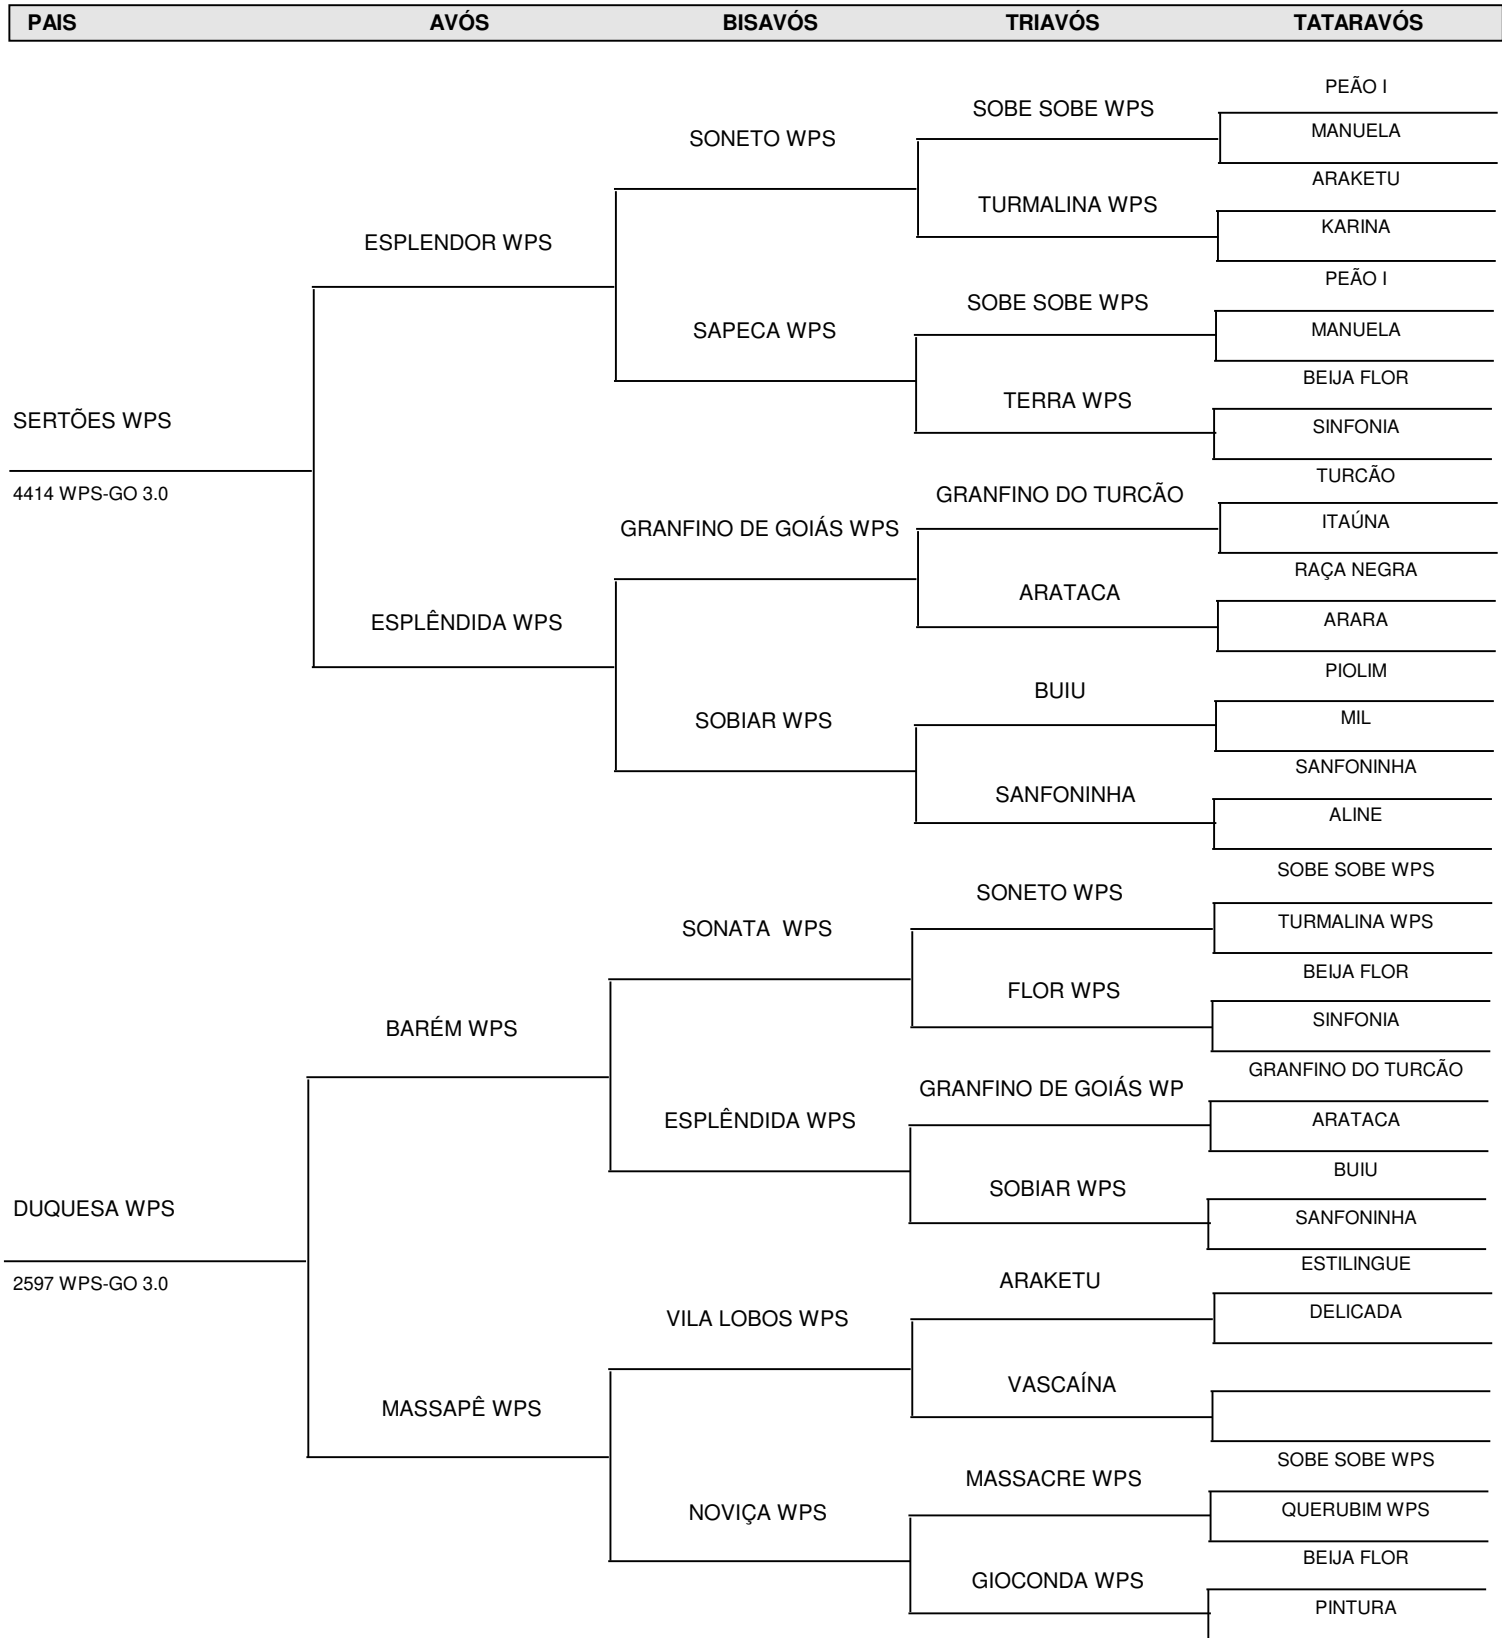 PAIS AVÓS BISAVÓS TRIAVÓS TATARAVÓS
PEÃO I
SOBE SOBE WPS
MANUELA
SONETO WPS
ARAKETU
TURMALINA WPS
KARINA
ESPLENDOR WPS
PEÃO I
SOBE SOBE WPS
MANUELA
SAPECA WPS
BEIJA FLOR
TERRA WPS
SINFONIA
SERTÕES WPS
4414 WPS-GO 3.0
TURCÃO
GRANFINO DO TURCÃO
ITAÚNA
GRANFINO DE GOIÁS WPS
RAÇA NEGRA
ARATACA
ARARA
ESPLÊNDIDA WPS
PIOLIM
BUIU
MIL
SOBIAR WPS
SANFONINHA
SANFONINHA
ALINE
SOBE SOBE WPS
SONETO WPS
TURMALINA WPS
SONATA  WPS
BEIJA FLOR
FLOR WPS
SINFONIA
BARÉM WPS
GRANFINO DO TURCÃO
GRANFINO DE GOIÁS WP
ARATACA
ESPLÊNDIDA WPS
BUIU
SOBIAR WPS
SANFONINHA
DUQUESA WPS
2597 WPS-GO 3.0
ESTILINGUE
ARAKETU
DELICADA
VILA LOBOS WPS
VASCAÍNA
MASSAPÊ WPS
SOBE SOBE WPS
MASSACRE WPS
QUERUBIM WPS
NOVIÇA WPS
BEIJA FLOR
GIOCONDA WPS
PINTURA